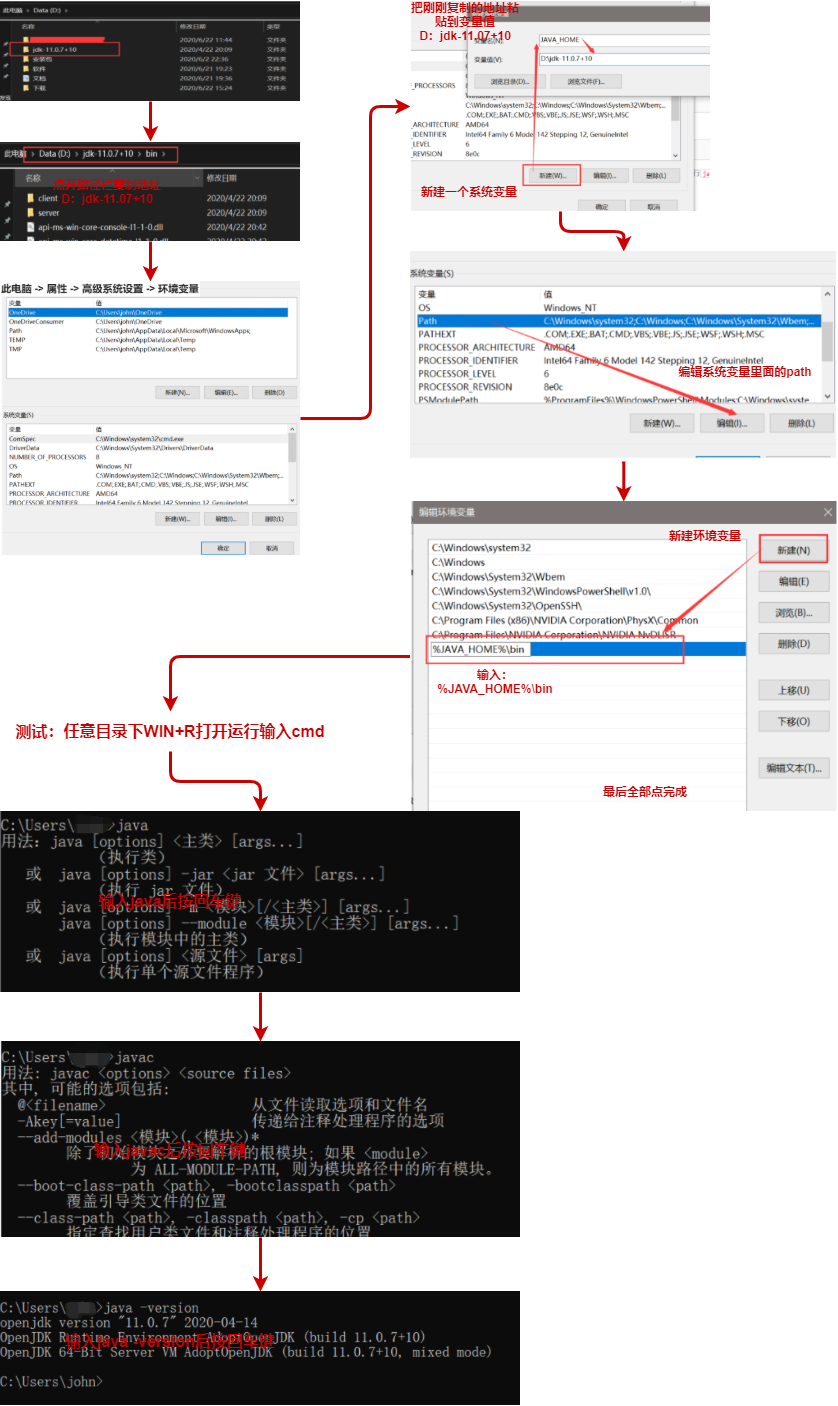 此电脑 › Data (D:) ›
名称 修改日期 类型
2020/6/22 11:44 文件夹
jdk-11.0.7+10 2020/4/22 20:09 文件夹
安装包 2020/6/2 22:36 文件夹
软件 2020/6/21 19:23 文件夹
文档 2020/6/21 19:36 文件夹
下载 2020/6/22 15:24 文件夹
此电脑 › Data (D:) › jdk-11.0.7+10 › bin ›
名称 修改日期
D：jdk-11.07+10
client 2020/4/22 20:09
server 2020/4/22 20:09
api-ms-win-core-console-l1-1-0.dll 2020/4/22 20:42
api-ms-win-core-datetime-l1-1-0.dll 2020/4/22 20:42
此电脑 -> 属性 -> 高级系统设置 -> 环境变量
变量 值
OneDrive C:\Users\john\OneDrive
OneDriveConsumer C:\Users\john\OneDrive
Path C:\Users\john\AppData\Local\Microsoft\WindowsApps;
TEMP C:\Users\john\AppData\Local\Temp
TMP C:\Users\john\AppData\Local\Temp
新建(N)... 编辑(E)... 删除(D)
系统变量(S)
变量 值
ComSpec C:\Windows\system32\cmd.exe
DriverData C:\Windows\System32\Drivers\DriverData
NUMBER_OF_PROCESSORS 8
OS Windows_NT
Path C:\Windows\system32;C:\Windows;C:\Windows\System32\Wbem;...
PATHEXT .COM;.EXE;.BAT;.CMD;.VBS;.VBE;.JS;.JSE;.WSF;.WSH;.MSC
PROCESSOR_ARCHITECTURE AMD64
PROCESSOR_IDENTIFIER Intel64 Family 6 Model 142 Stepping 12, GenuineIntel
新建(W)... 编辑(I)... 删除(L)
确定 取消
把刚刚复制的地址粘
贴到变量值
D：jdk-11.07+10
变量名(N): JAVA_HOME
变量值(V): D:\jdk-11.0.7+10
浏览目录(D)... 浏览文件(F)...
_PROCESSORS
Windows_NT
C:\Windows\system32;C:\Windows;C:\Windows\System32\Wbem;...
.COM;.EXE;.BAT;.CMD;.VBS;.VBE;.JS;.JSE;.WSF;.WSH;.MSC
_ARCHITECTURE AMD64
_IDENTIFIER Intel64 Family 6 Model 142 Stepping 12, GenuineIntel
_LEVEL 6
_REVISION 8e0c
新建(W)... 编辑(I)... 删除(L)
新建一个系统变量
确定 取消
系统变量(S)
变量 值
OS Windows_NT
Path C:\Windows\system32;C:\Windows;C:\Windows\System32\Wbem;...
PATHEXT .COM;.EXE;.BAT;.CMD;.VBS;.VBE;.JS;.JSE;.WSF;.WSH;.MSC
PROCESSOR_ARCHITECTURE AMD64
PROCESSOR_IDENTIFIER Intel64 Family 6 Model 142 Stepping 12, GenuineIntel
PROCESSOR_LEVEL 6
PROCESSOR_REVISION 8e0c
编辑系统变量里面的path
PSModulePath %ProgramFiles%\WindowsPowerShell\Modules;C:\Windows\syste...
新建(W)... 编辑(I)... 删除(L)
编辑环境变量
新建环境变量
C:\Windows\system32
C:\Windows
C:\Windows\System32\Wbem
C:\Windows\System32\WindowsPowerShell\v1.0\
C:\Windows\System32\OpenSSH\
C:\Program Files (x86)\NVIDIA Corporation\PhysX\Common
C:\Program Files\NVIDIA Corporation\NVIDIA NvDLISR
%JAVA_HOME%\bin
输入：
%JAVA_HOME%\bin
新建(N)
编辑(E)
浏览(B)...
删除(D)
上移(U)
下移(O)
编辑文本(T)...
最后全部点完成
测试：任意目录下WIN+R打开运行输入cmd
C:\Users\ >java
用法: java [options] <主类> [args...]
(执行类)
或 java [options] -jar <jar 文件> [args...]
(执行 jar 文件)
输入java后按回车键
或 java [options] -m <模块>[/<主类>] [args...]
java [options] --module <模块>[/<主类>] [args...]
(执行模块中的主类)
或 java [options] <源文件> [args]
(执行单个源文件程序)
C:\Users\ >javac
用法: javac <options> <source files>
其中, 可能的选项包括:
@<filename> 从文件读取选项和文件名
-Akey[=value] 传递给注释处理程序的选项
--add-modules <模块>(,<模块>)*
输入javac后按回车键
除了初始模块之外要解析的根模块; 如果 <module>
为 ALL-MODULE-PATH, 则为模块路径中的所有模块。
--boot-class-path <path>, -bootclasspath <path>
覆盖引导类文件的位置
--class-path <path>, -classpath <path>, -cp <path>
指定查找用户类文件和注释处理程序的位置
C:\Users\ >java -version
openjdk version "11.0.7" 2020-04-14
OpenJDK Runtime Environment AdoptOpenJDK (build 11.0.7+10)
输入java -version后按回车键
OpenJDK 64-Bit Server VM AdoptOpenJDK (build 11.0.7+10, mixed mode)
C:\Users\john>